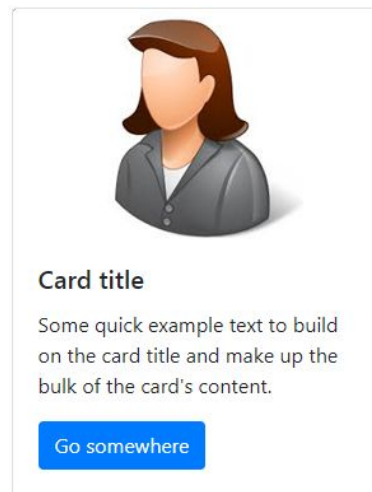 Card title
Some quick example text to build
on the card title and make up the
bulk of the card's content.
Go somewhere